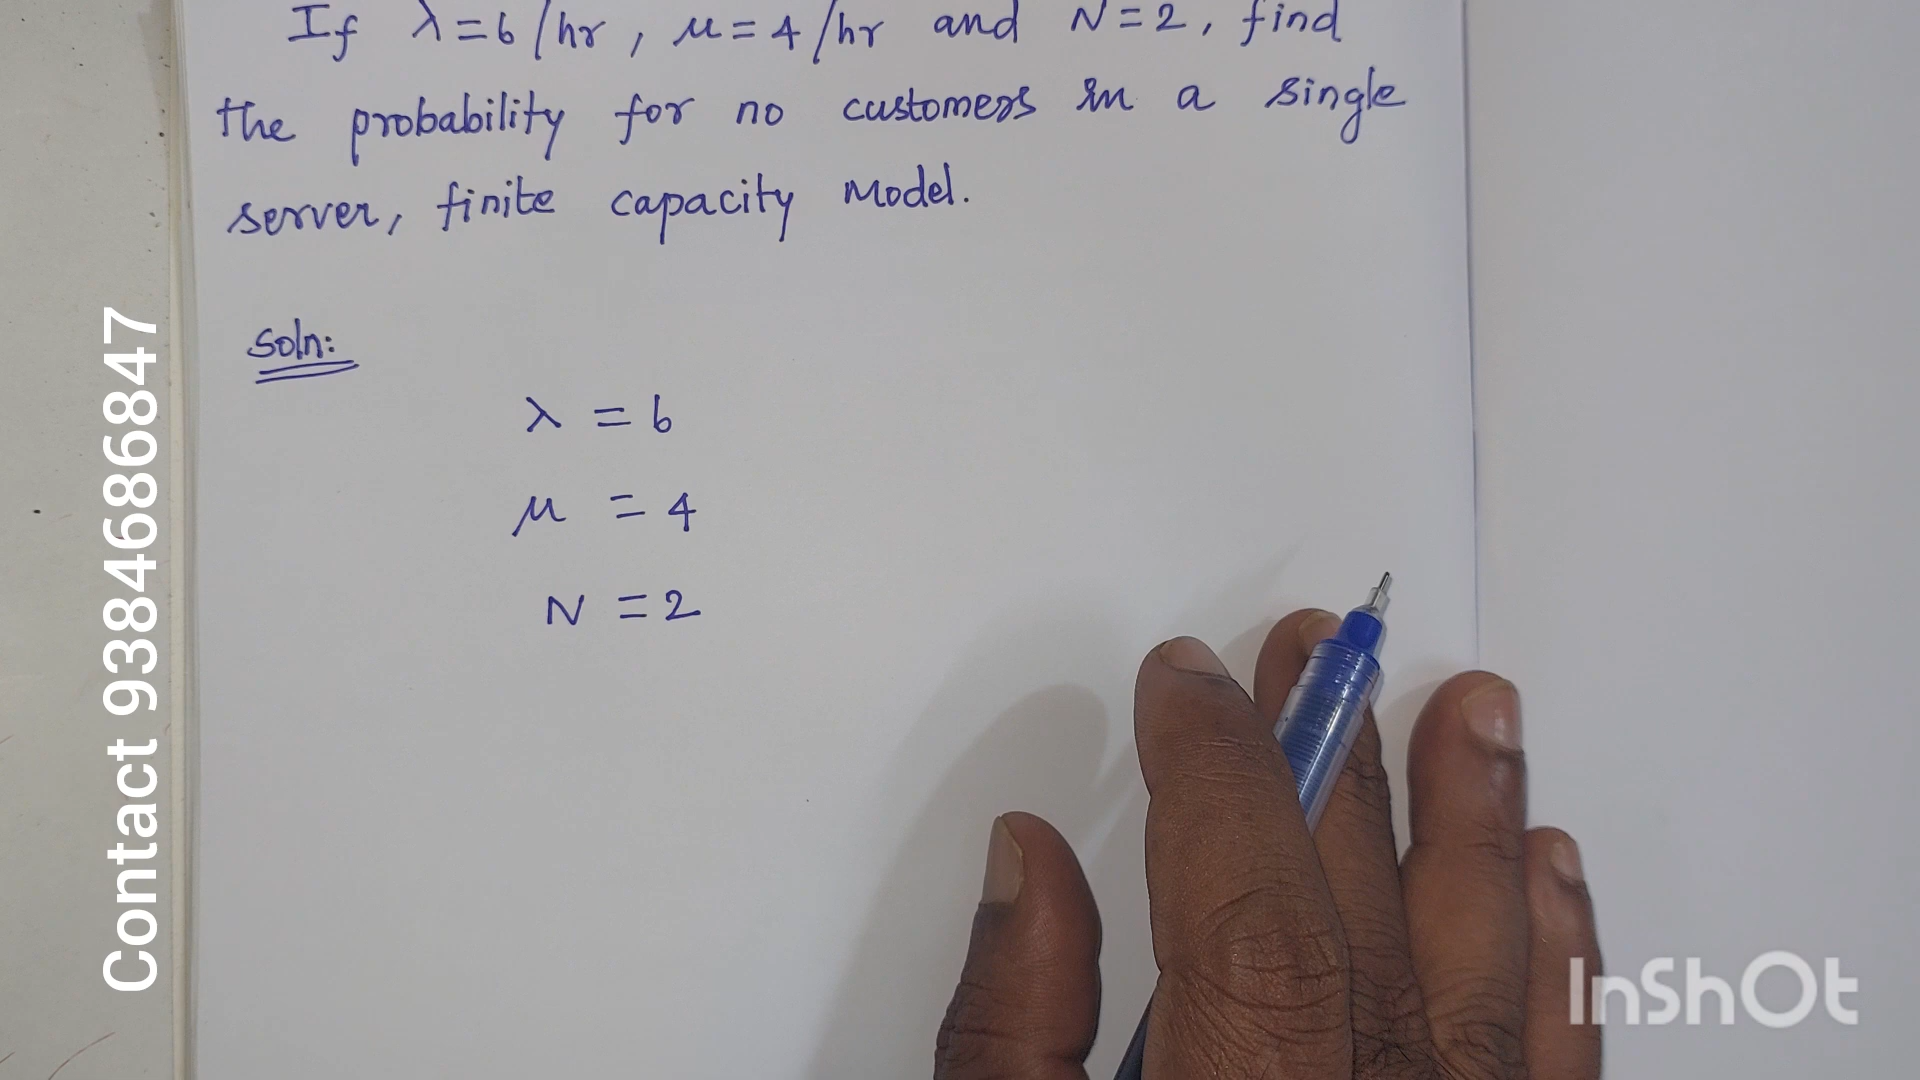 If λ=6/hr, μ=4/hr and N=2, find
the probability for no customers in a single
server, finite capacity model.
Soln:
λ = 6
μ = 4
N = 2
Contact 9384686847
InShOt